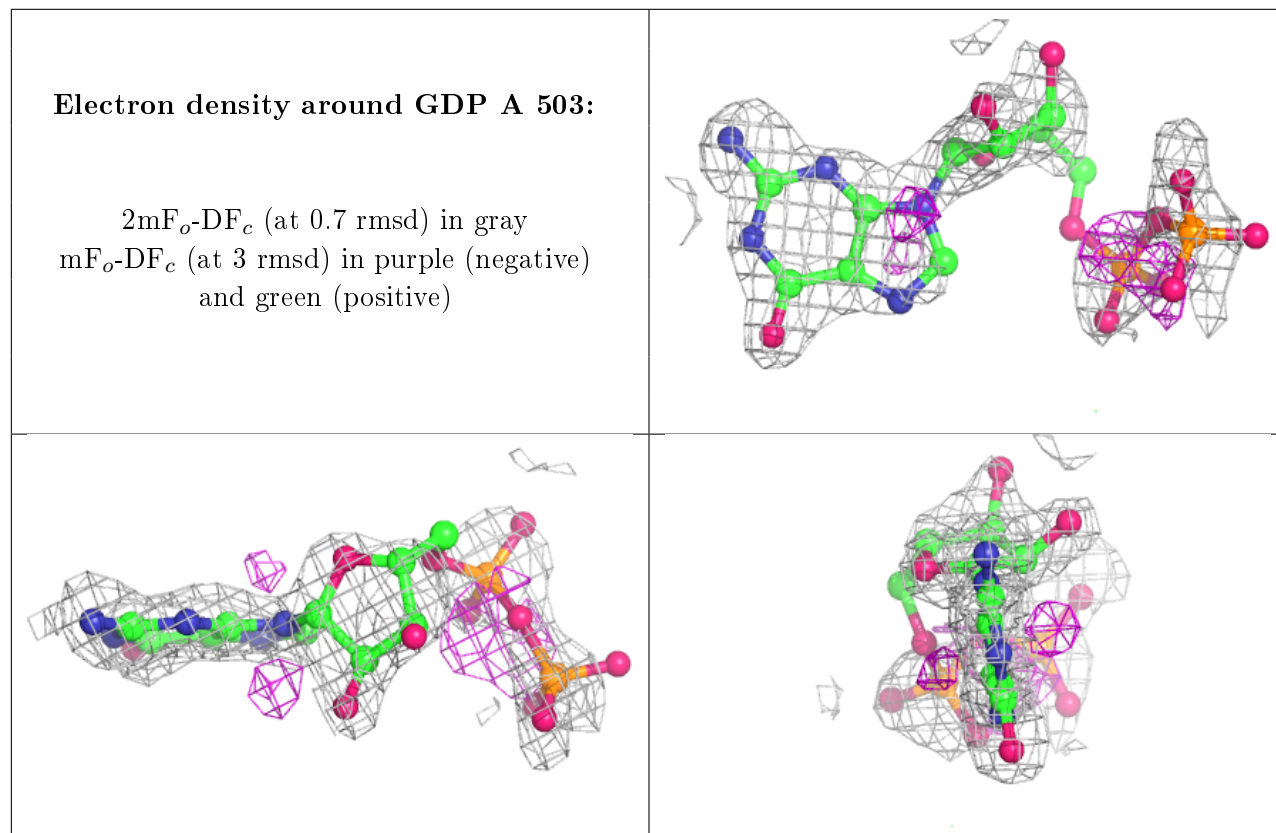 Electron density around GDP A 503:
2mFₒ-DF𝒸 (at 0.7 rmsd) in gray
mFₒ-DF𝒸 (at 3 rmsd) in purple (negative)
and green (positive)